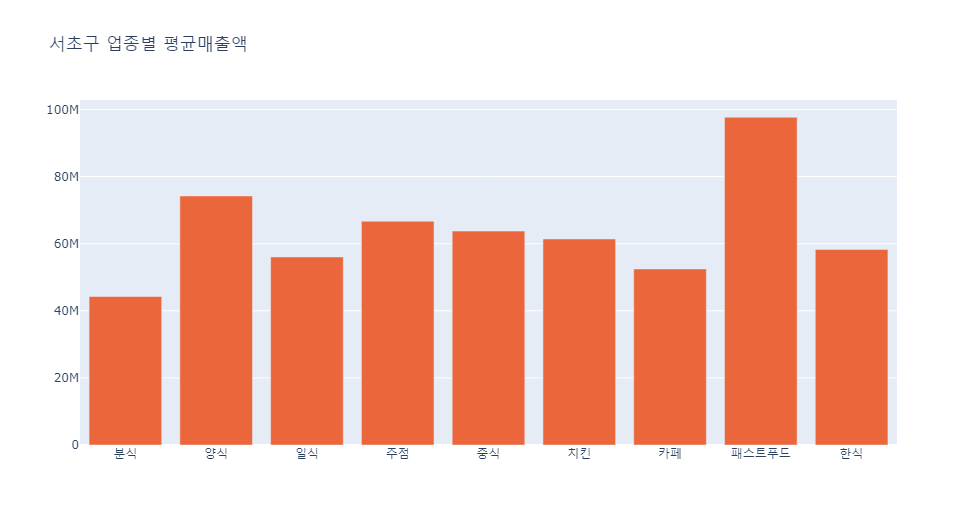 서초구 업종별 평균매출액
100M
80M
60M
40M
20M
0
분식 양식 일식 주점 중식 치킨 카페 패스트푸드 한식